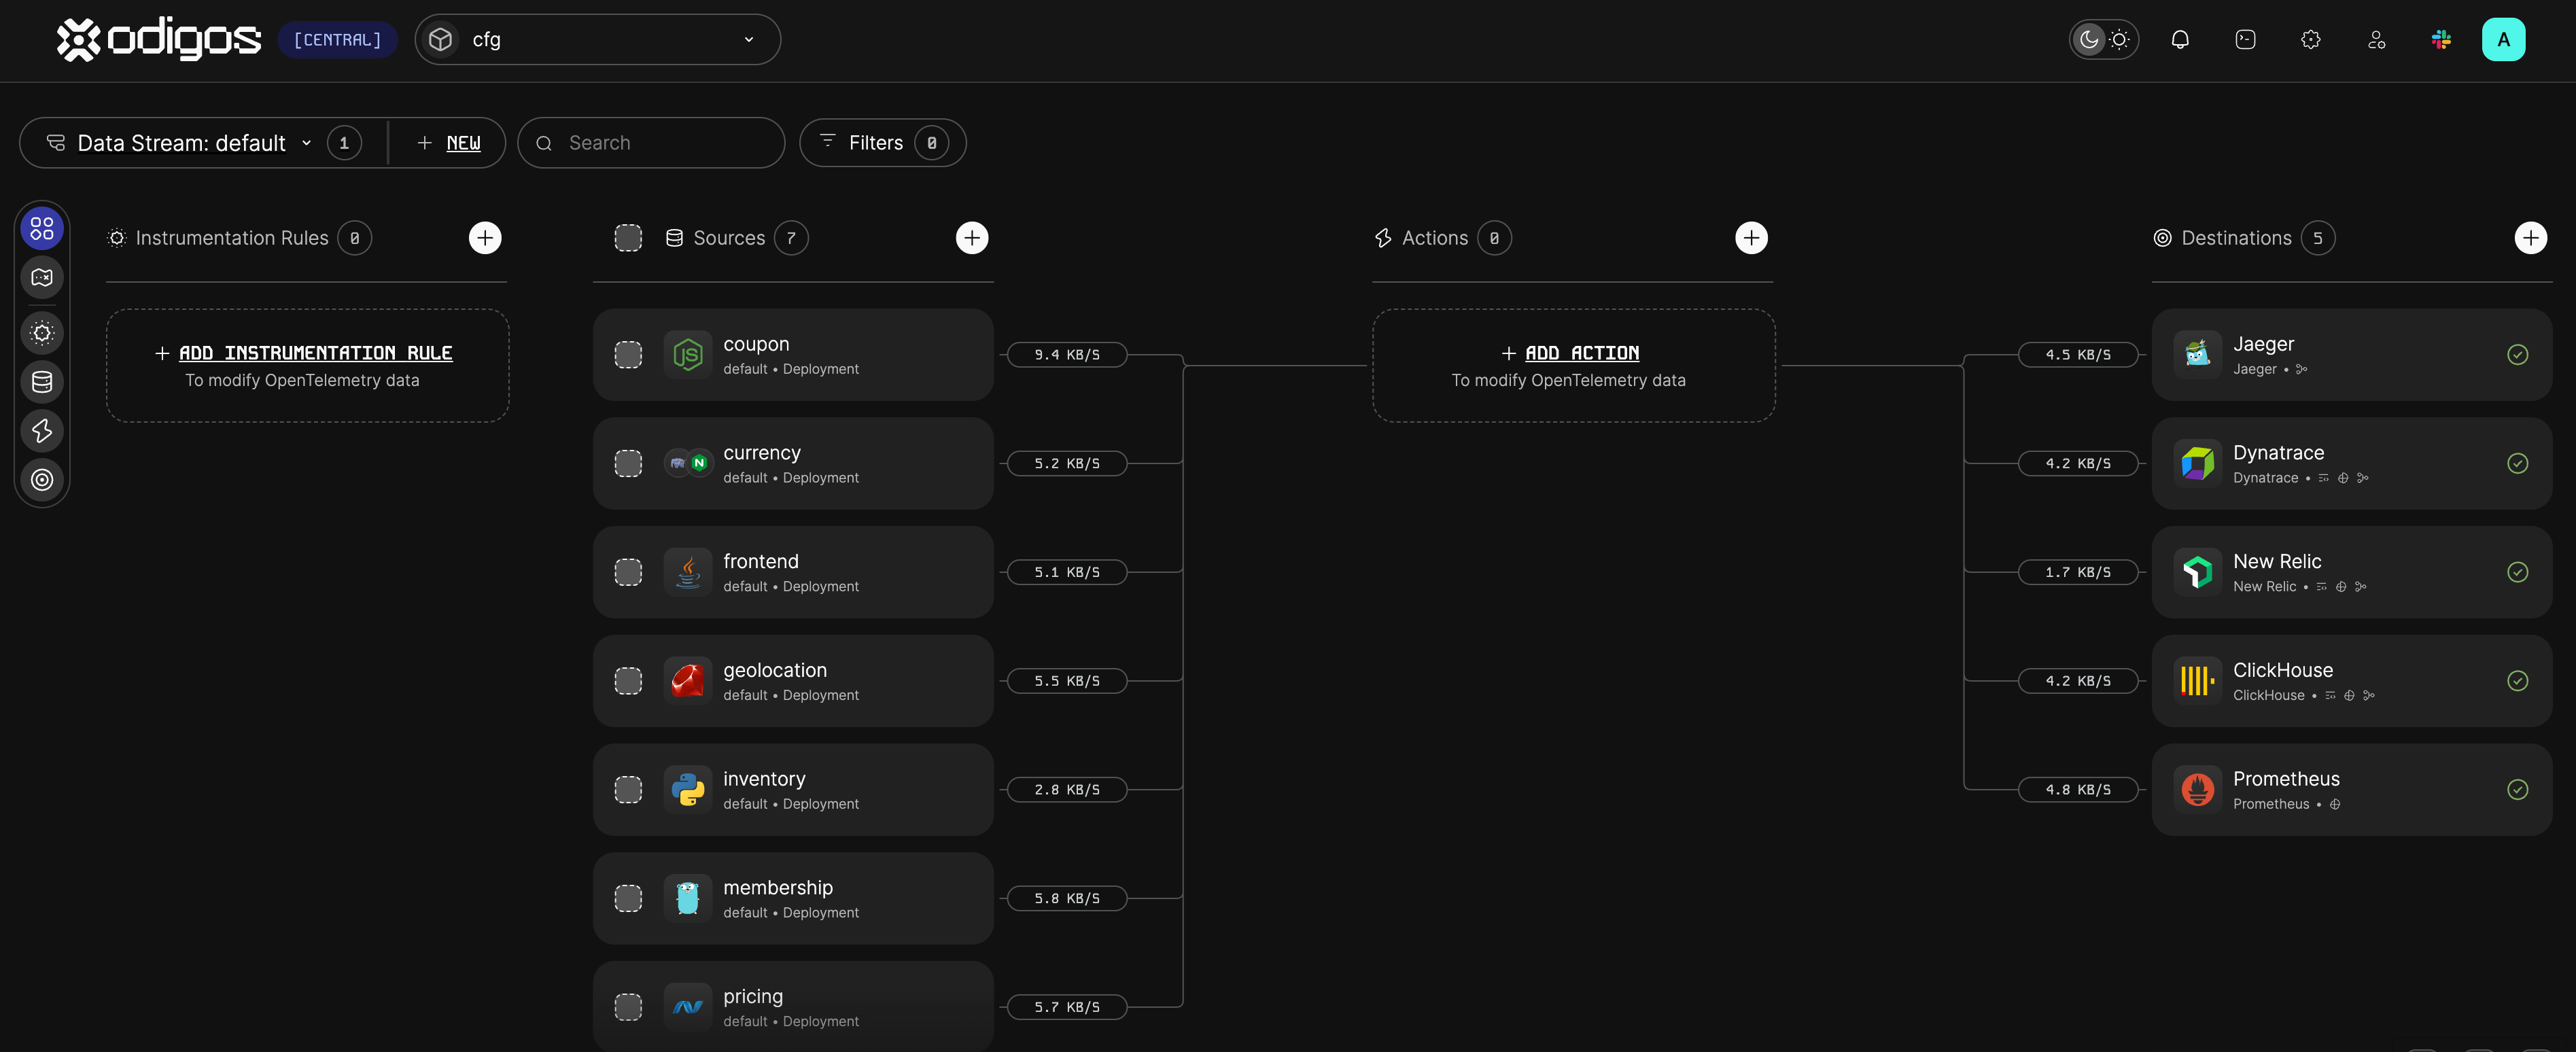 odigos [CENTRAL] cfg A
Data Stream: default 1 + NEW Search Filters 0
Instrumentation Rules 0
+ ADD INSTRUMENTATION RULE
To modify OpenTelemetry data
Sources 7
coupon
default • Deployment
9.4 KB/S
currency
default • Deployment
5.2 KB/S
frontend
default • Deployment
5.1 KB/S
geolocation
default • Deployment
5.5 KB/S
inventory
default • Deployment
2.8 KB/S
membership
default • Deployment
5.8 KB/S
pricing
default • Deployment
5.7 KB/S
Actions 0
+ ADD ACTION
To modify OpenTelemetry data
Destinations 5
4.5 KB/S
Jaeger
Jaeger •
4.2 KB/S
Dynatrace
Dynatrace •
1.7 KB/S
New Relic
New Relic •
4.2 KB/S
ClickHouse
ClickHouse •
4.8 KB/S
Prometheus
Prometheus •